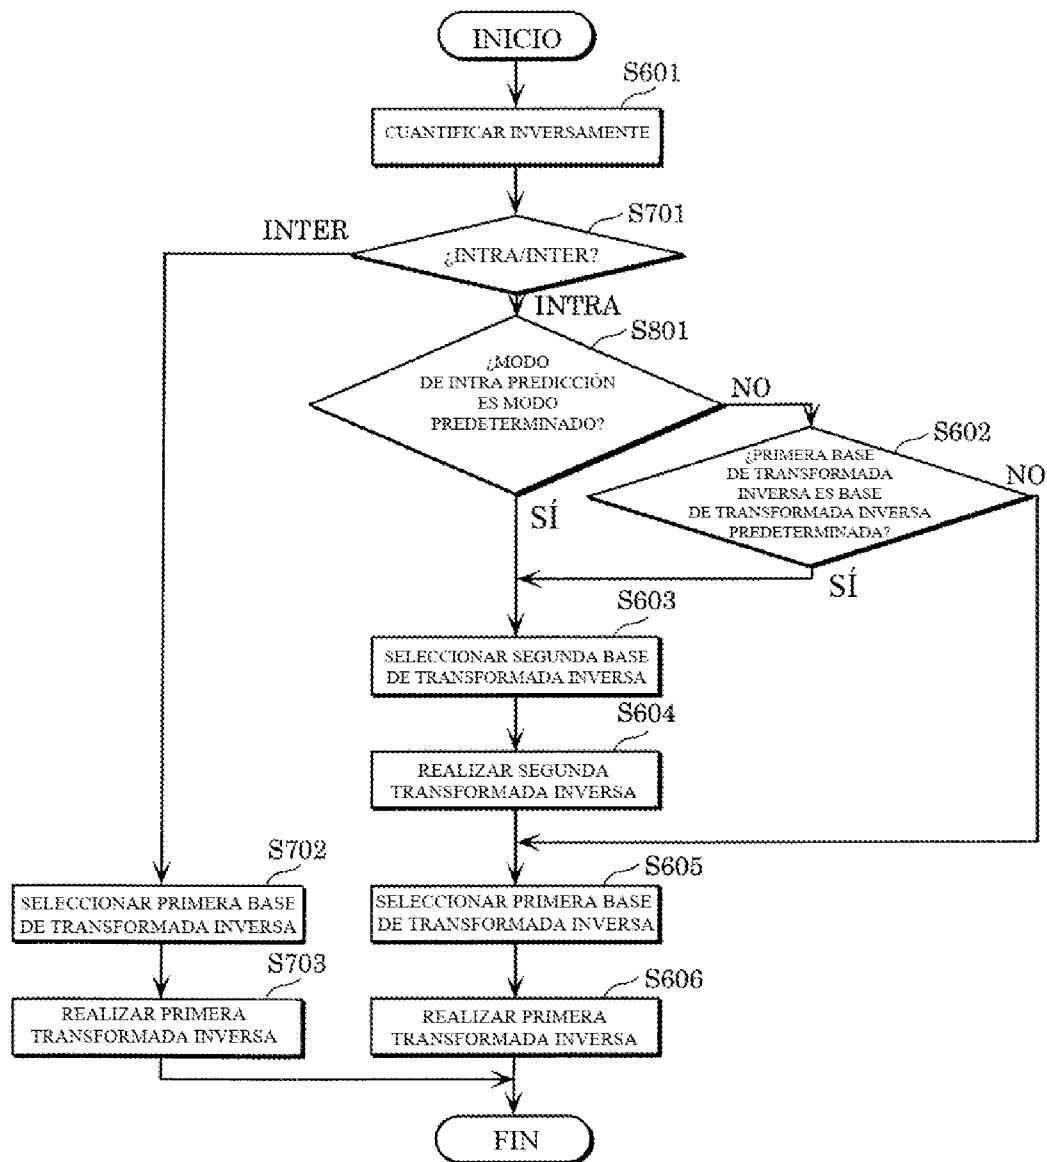 INICIO
S601
CUANTIFICAR INVERSAMENTE
S701
INTER
¿INTRA/INTER?
INTRA
S801
¿MODO
DE INTRA PREDICCIÓN
ES MODO
PREDETERMINADO?
NO
SÍ
S602
¿PRIMERA BASE
DE TRANSFORMADA
INVERSA ES BASE
DE TRANSFORMADA INVERSA
PREDETERMINADA?
NO
SÍ
S603
SELECCIONAR SEGUNDA BASE
DE TRANSFORMADA INVERSA
S604
REALIZAR SEGUNDA
TRANSFORMADA INVERSA
S702
SELECCIONAR PRIMERA BASE
DE TRANSFORMADA INVERSA
S605
SELECCIONAR PRIMERA BASE
DE TRANSFORMADA INVERSA
S703
REALIZAR PRIMERA
TRANSFORMADA INVERSA
S606
REALIZAR PRIMERA
TRANSFORMADA INVERSA
FIN